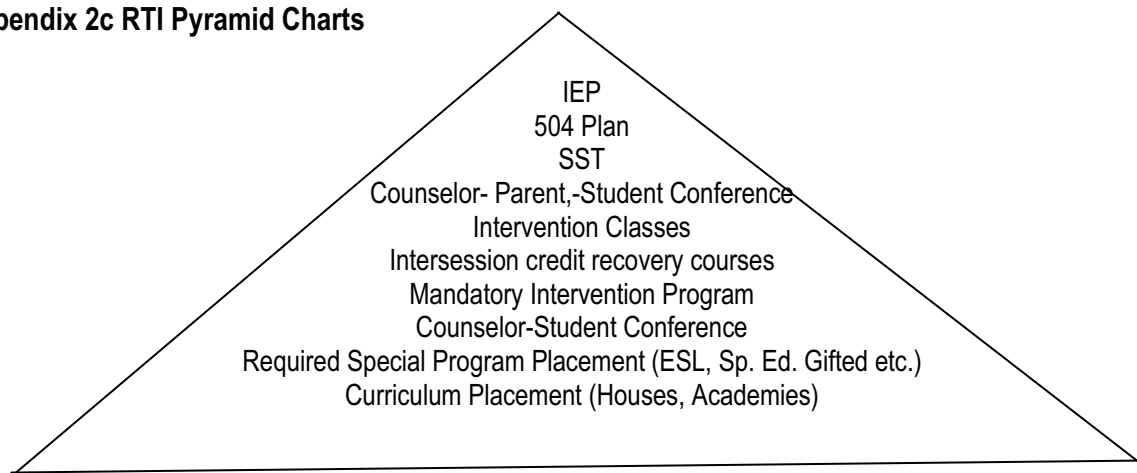 pendix 2c RTI Pyramid Charts
IEP
504 Plan
SST
Counselor- Parent,-Student Conference
Intervention Classes
Intersession credit recovery courses
Mandatory Intervention Program
Counselor-Student Conference
Required Special Program Placement (ESL, Sp. Ed. Gifted etc.)
Curriculum Placement (Houses, Academies)